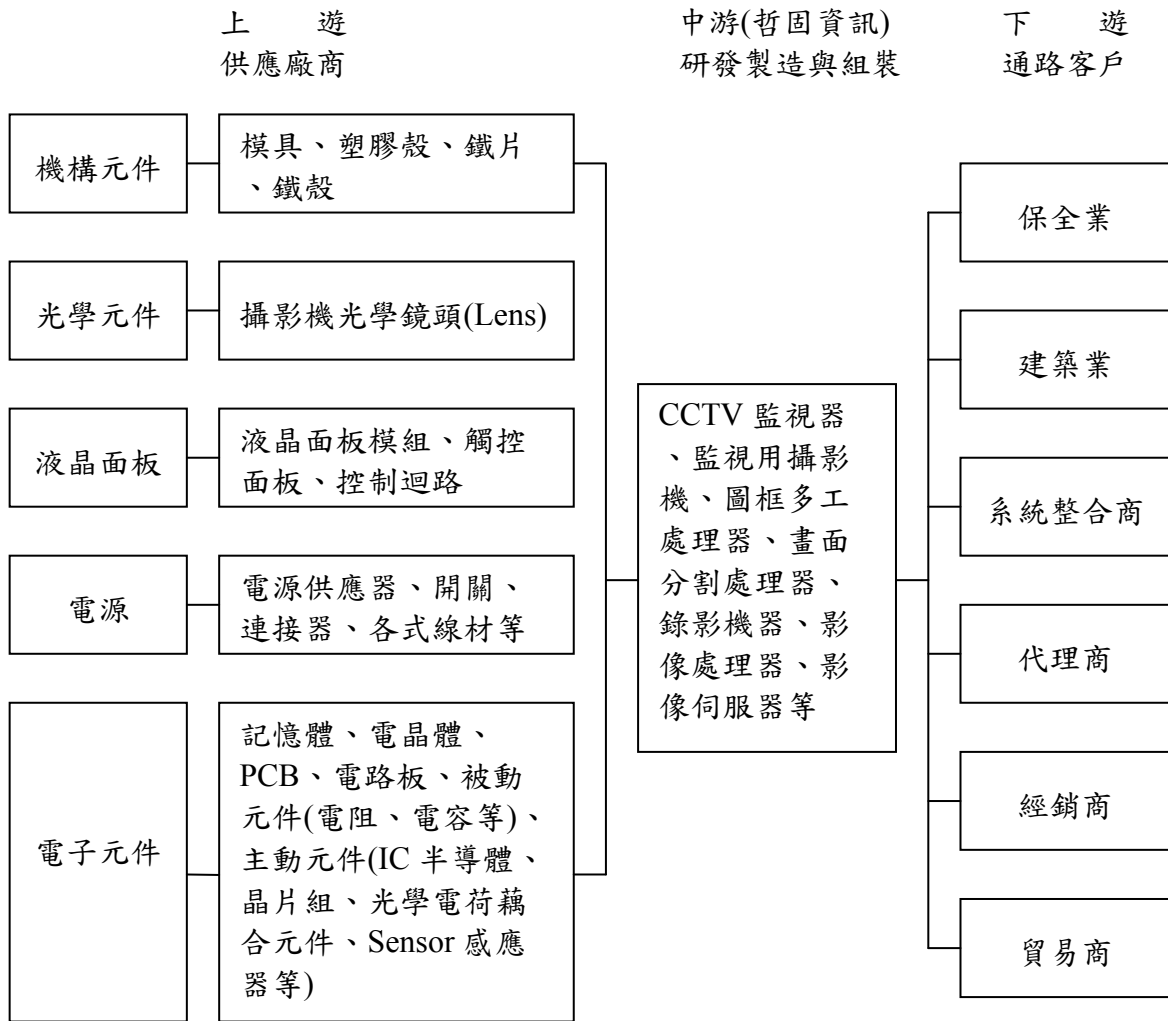 上 遊
供應廠商
中游(哲固資訊)
研發製造與組裝
下 遊
通路客戶
機構元件
模具、塑膠殼、鐵片
、鐵殼
光學元件
攝影機光學鏡頭(Lens)
液晶面板
液晶面板模組、觸控
面板、控制迴路
電源
電源供應器、開關、
連接器、各式線材等
電子元件
記憶體、電晶體、
PCB、電路板、被動
元件(電阻、電容等)、
主動元件(IC 半導體、
晶片組、光學電荷藕
合元件、Sensor 感應
器等)
CCTV 監視器
、監視用攝影
機、圖框多工
處理器、畫面
分割處理器、
錄影機器、影
像處理器、影
像伺服器等
保全業
建築業
系統整合商
代理商
經銷商
貿易商